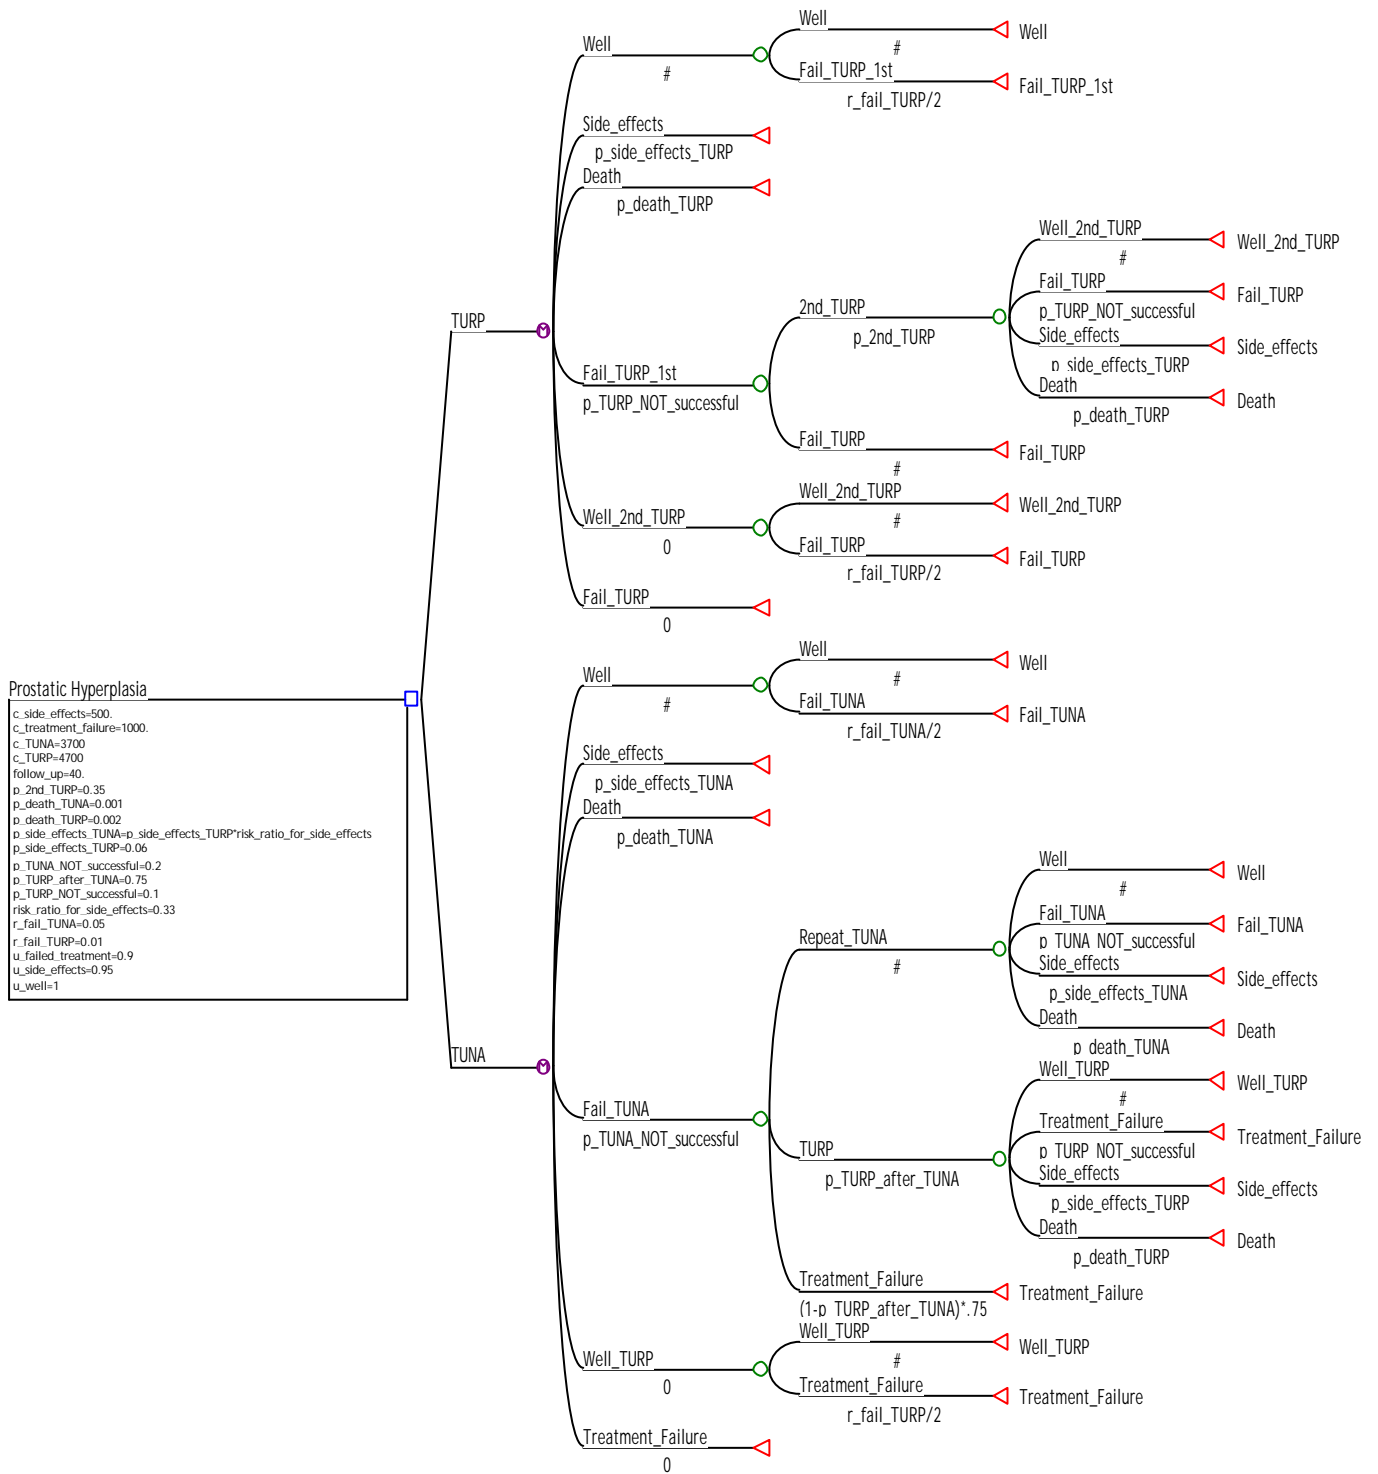 Well
Well
Well
#
#
Fail_TURP_1st
Fail_TURP_1st
r_fail_TURP/2
Side_effects
p_side_effects_TURP
Death
p_death_TURP
Well_2nd_TURP
Well_2nd_TURP
#
Fail_TURP
Fail_TURP
p_TURP_NOT_successful
2nd_TURP
p_2nd_TURP
Side_effects
Side_effects
p_side_effects_TURP
Death
Death
p_death_TURP
TURP
Fail_TURP_1st
p_TURP_NOT_successful
Fail_TURP
Fail_TURP
#
Well_2nd_TURP
Well_2nd_TURP
#
Well_2nd_TURP
0
Fail_TURP
Fail_TURP
r_fail_TURP/2
Fail_TURP
0
Well
Well
#
Well
#
Fail_TUNA
Fail_TUNA
r_fail_TUNA/2
Prostatic Hyperplasia
c_side_effects=500.
c_treatment_failure=1000.
c_TUNA=3700
c_TURP=4700
follow_up=40.
p_2nd_TURP=0.35
p_death_TUNA=0.001
p_death_TURP=0.002
p_side_effects_TUNA=p_side_effects_TURP*risk_ratio_for_side_effects
p_side_effects_TURP=0.06
p_TUNA_NOT_successful=0.2
p_TURP_after_TUNA=0.75
p_TURP_NOT_successful=0.1
risk_ratio_for_side_effects=0.33
r_fail_TUNA=0.05
r_fail_TURP=0.01
u_failed_treatment=0.9
u_side_effects=0.95
u_well=1
Side_effects
p_side_effects_TUNA
Death
p_death_TUNA
Well
Well
#
Fail_TUNA
Fail_TUNA
p_TUNA_NOT_successful
Repeat_TUNA
#
Side_effects
Side_effects
p_side_effects_TUNA
Death
Death
p_death_TUNA
TUNA
Well_TURP
Well_TURP
#
Fail_TUNA
p_TUNA_NOT_successful
Treatment_Failure
Treatment_Failure
p_TURP_NOT_successful
TURP
p_TURP_after_TUNA
Side_effects
Side_effects
p_side_effects_TURP
Death
Death
p_death_TURP
Treatment_Failure
Treatment_Failure
(1-p_TURP_after_TUNA)*.75
Well_TURP
Well_TURP
#
Well_TURP
0
Treatment_Failure
Treatment_Failure
r_fail_TURP/2
Treatment_Failure
0